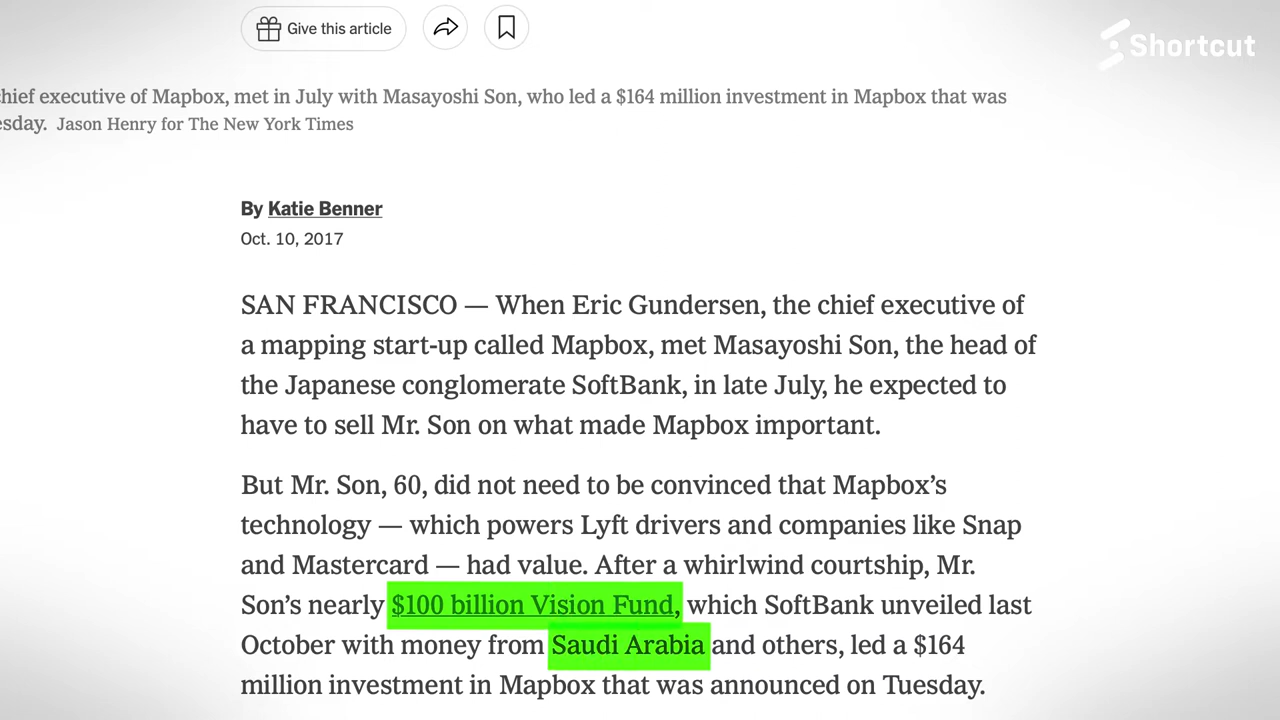 Give this article
Shortcut
chief executive of Mapbox, met in July with Masayoshi Son, who led a $164 million investment in Mapbox that was
esday. Jason Henry for The New York Times
By Katie Benner
Oct. 10, 2017
SAN FRANCISCO — When Eric Gundersen, the chief executive of
a mapping start-up called Mapbox, met Masayoshi Son, the head of
the Japanese conglomerate SoftBank, in late July, he expected to
have to sell Mr. Son on what made Mapbox important.
But Mr. Son, 60, did not need to be convinced that Mapbox’s
technology — which powers Lyft drivers and companies like Snap
and Mastercard — had value. After a whirlwind courtship, Mr.
Son’s nearly $100 billion Vision Fund, which SoftBank unveiled last
October with money from Saudi Arabia and others, led a $164
million investment in Mapbox that was announced on Tuesday.